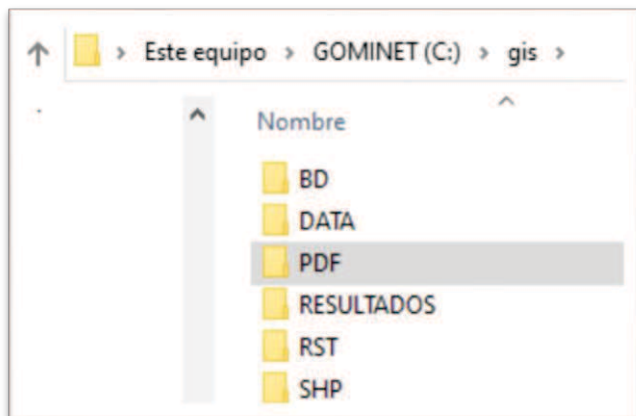 Este equipo > GOMINET (C:) > gis >
Nombre
BD
DATA
PDF
RESULTADOS
RST
SHP